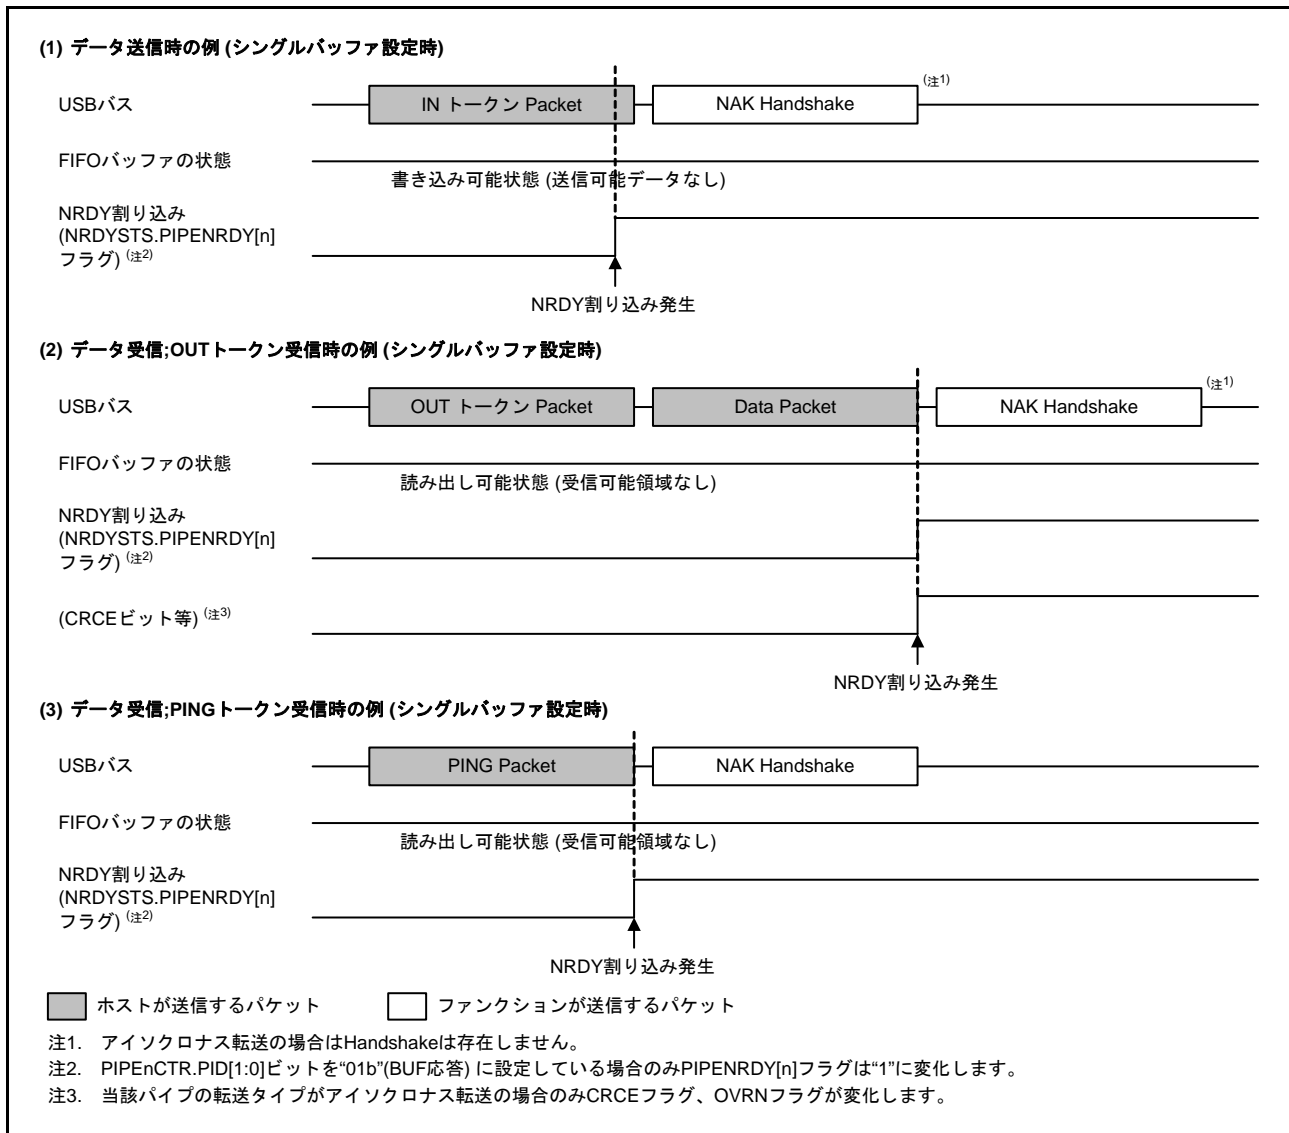 (1) データ送信時の例 (シングルバッファ設定時)
USBバス
IN トークン Packet
NAK Handshake
(注1)
FIFOバッファの状態
書き込み可能状態 (送信可能データなし)
NRDY割り込み
(NRDYSTS.PIPENRDY[n]
フラグ) (注2)
NRDY割り込み発生
(2) データ受信;OUTトークン受信時の例 (シングルバッファ設定時)
USBバス
OUT トークン Packet
Data Packet
NAK Handshake
(注1)
FIFOバッファの状態
読み出し可能状態 (受信可能領域なし)
NRDY割り込み
(NRDYSTS.PIPENRDY[n]
フラグ) (注2)
(CRCEビット等) (注3)
NRDY割り込み発生
(3) データ受信;PINGトークン受信時の例 (シングルバッファ設定時)
USBバス
PING Packet
NAK Handshake
FIFOバッファの状態
読み出し可能状態 (受信可能領域なし)
NRDY割り込み
(NRDYSTS.PIPENRDY[n]
フラグ) (注2)
NRDY割り込み発生
ホストが送信するパケット
ファンクションが送信するパケット
注1. アイソクロナス転送の場合はHandshakeは存在しません。
注2. PIPEnCTR.PID[1:0]ビットを“01b”(BUF応答) に設定している場合のみPIPENRDY[n]フラグは“1”に変化します。
注3. 当該パイプの転送タイプがアイソクロナス転送の場合のみCRCEフラグ、OVRNフラグが変化します。